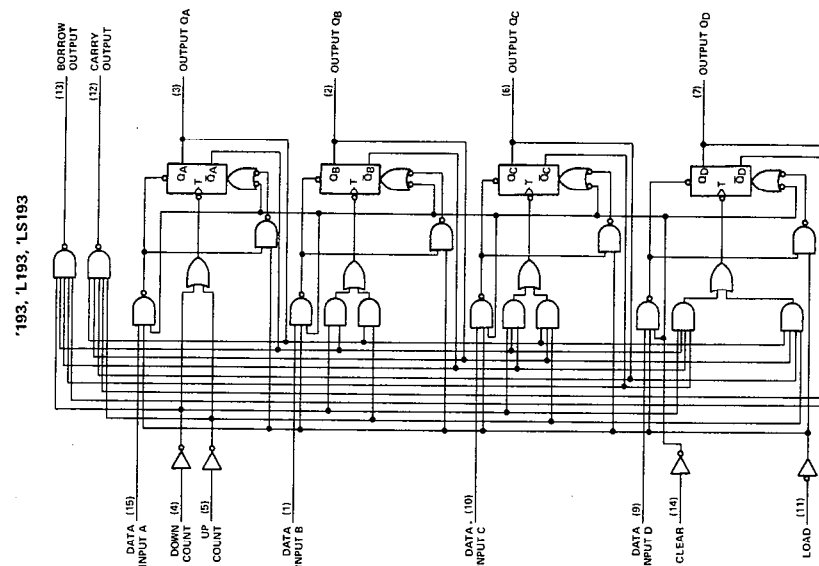 '193, 'L193, 'LS193
(13) BORROW
OUTPUT
(12) CARRY
OUTPUT
(3) OUTPUT QA
QA
T
Q̅A
(2) OUTPUT QB
QB
T
Q̅B
(6) OUTPUT QC
QC
T
Q̅C
(7) OUTPUT QD
QD
T
Q̅D
DATA (15)
INPUT A
DOWN (4)
COUNT
UP (5)
COUNT
DATA (1)
INPUT B
DATA - (10)
INPUT C
DATA (9)
NPUT D
CLEAR (14)
LOAD (11)